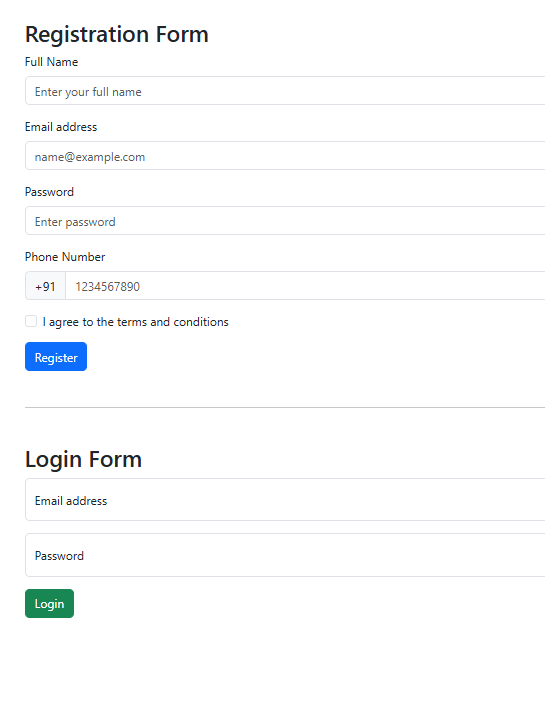 Registration Form
Full Name
Enter your full name
Email address
name@example.com
Password
Enter password
Phone Number
+91 1234567890
I agree to the terms and conditions
Register
Login Form
Email address
Password
Login